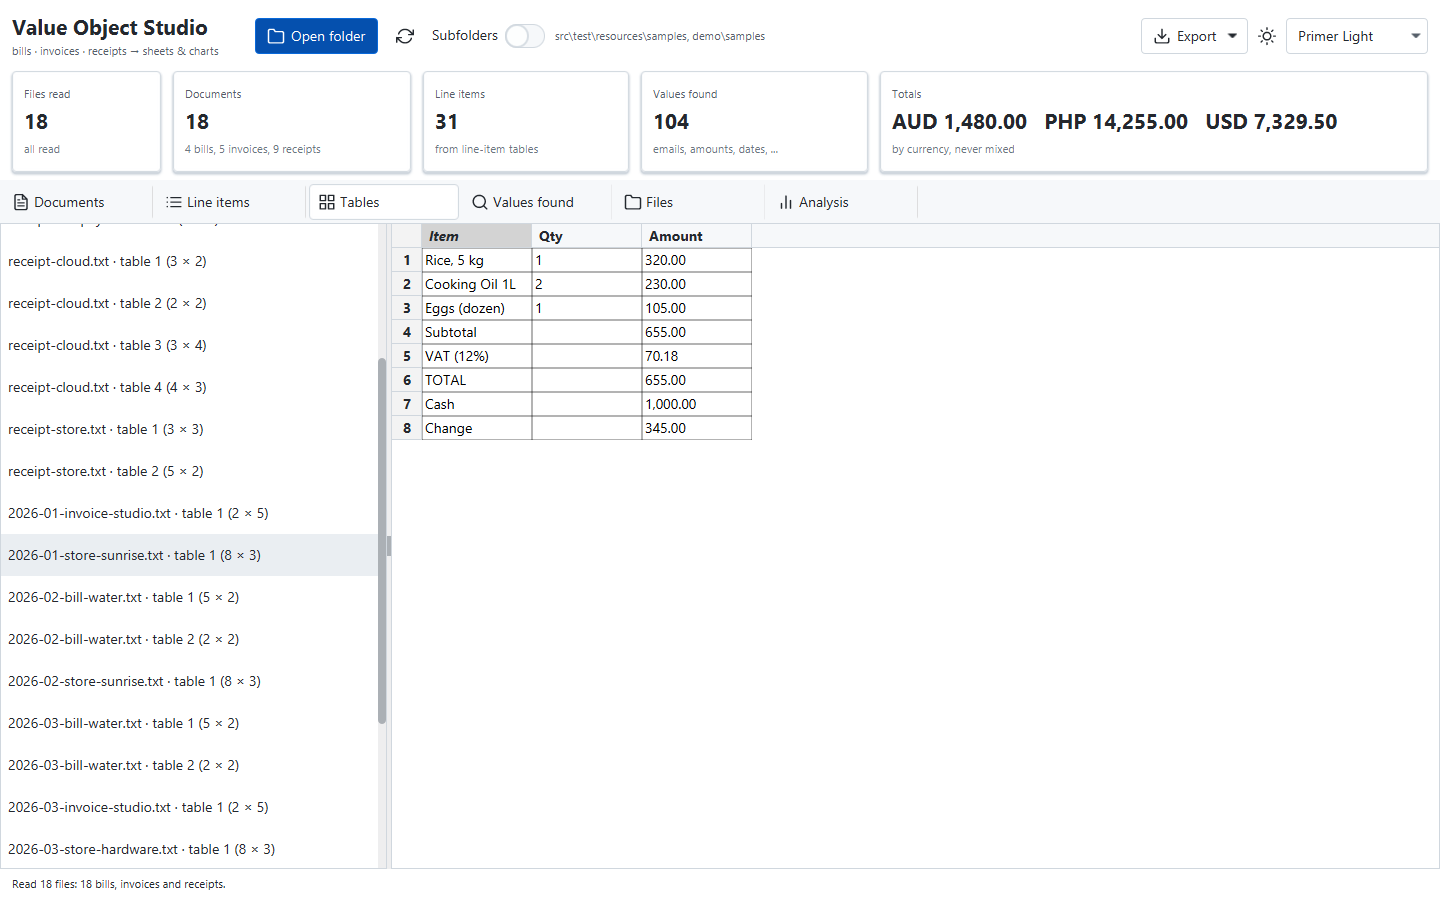 Value Object Studio
bills · invoices · receipts → sheets & charts
Open folder
Subfolders
src\test\resources\samples, demo\samples
Export
Primer Light
Files read
18
all read
Documents
18
4 bills, 5 invoices, 9 receipts
Line items
31
from line-item tables
Values found
104
emails, amounts, dates, ...
Totals
AUD 1,480.00 PHP 14,255.00 USD 7,329.50
by currency, never mixed
Documents
Line items
Tables
Values found
Files
Analysis
receipt-cloud.txt · table 1 (3 × 2)
receipt-cloud.txt · table 2 (2 × 2)
receipt-cloud.txt · table 3 (3 × 4)
receipt-cloud.txt · table 4 (4 × 3)
receipt-store.txt · table 1 (3 × 3)
receipt-store.txt · table 2 (5 × 2)
2026-01-invoice-studio.txt · table 1 (2 × 5)
2026-01-store-sunrise.txt · table 1 (8 × 3)
2026-02-bill-water.txt · table 1 (5 × 2)
2026-02-bill-water.txt · table 2 (2 × 2)
2026-02-store-sunrise.txt · table 1 (8 × 3)
2026-03-bill-water.txt · table 1 (5 × 2)
2026-03-bill-water.txt · table 2 (2 × 2)
2026-03-invoice-studio.txt · table 1 (2 × 5)
2026-03-store-hardware.txt · table 1 (8 × 3)
Item Qty Amount
1 Rice, 5 kg 1 320.00
2 Cooking Oil 1L 2 230.00
3 Eggs (dozen) 1 105.00
4 Subtotal 655.00
5 VAT (12%) 70.18
6 TOTAL 655.00
7 Cash 1,000.00
8 Change 345.00
Read 18 files: 18 bills, invoices and receipts.